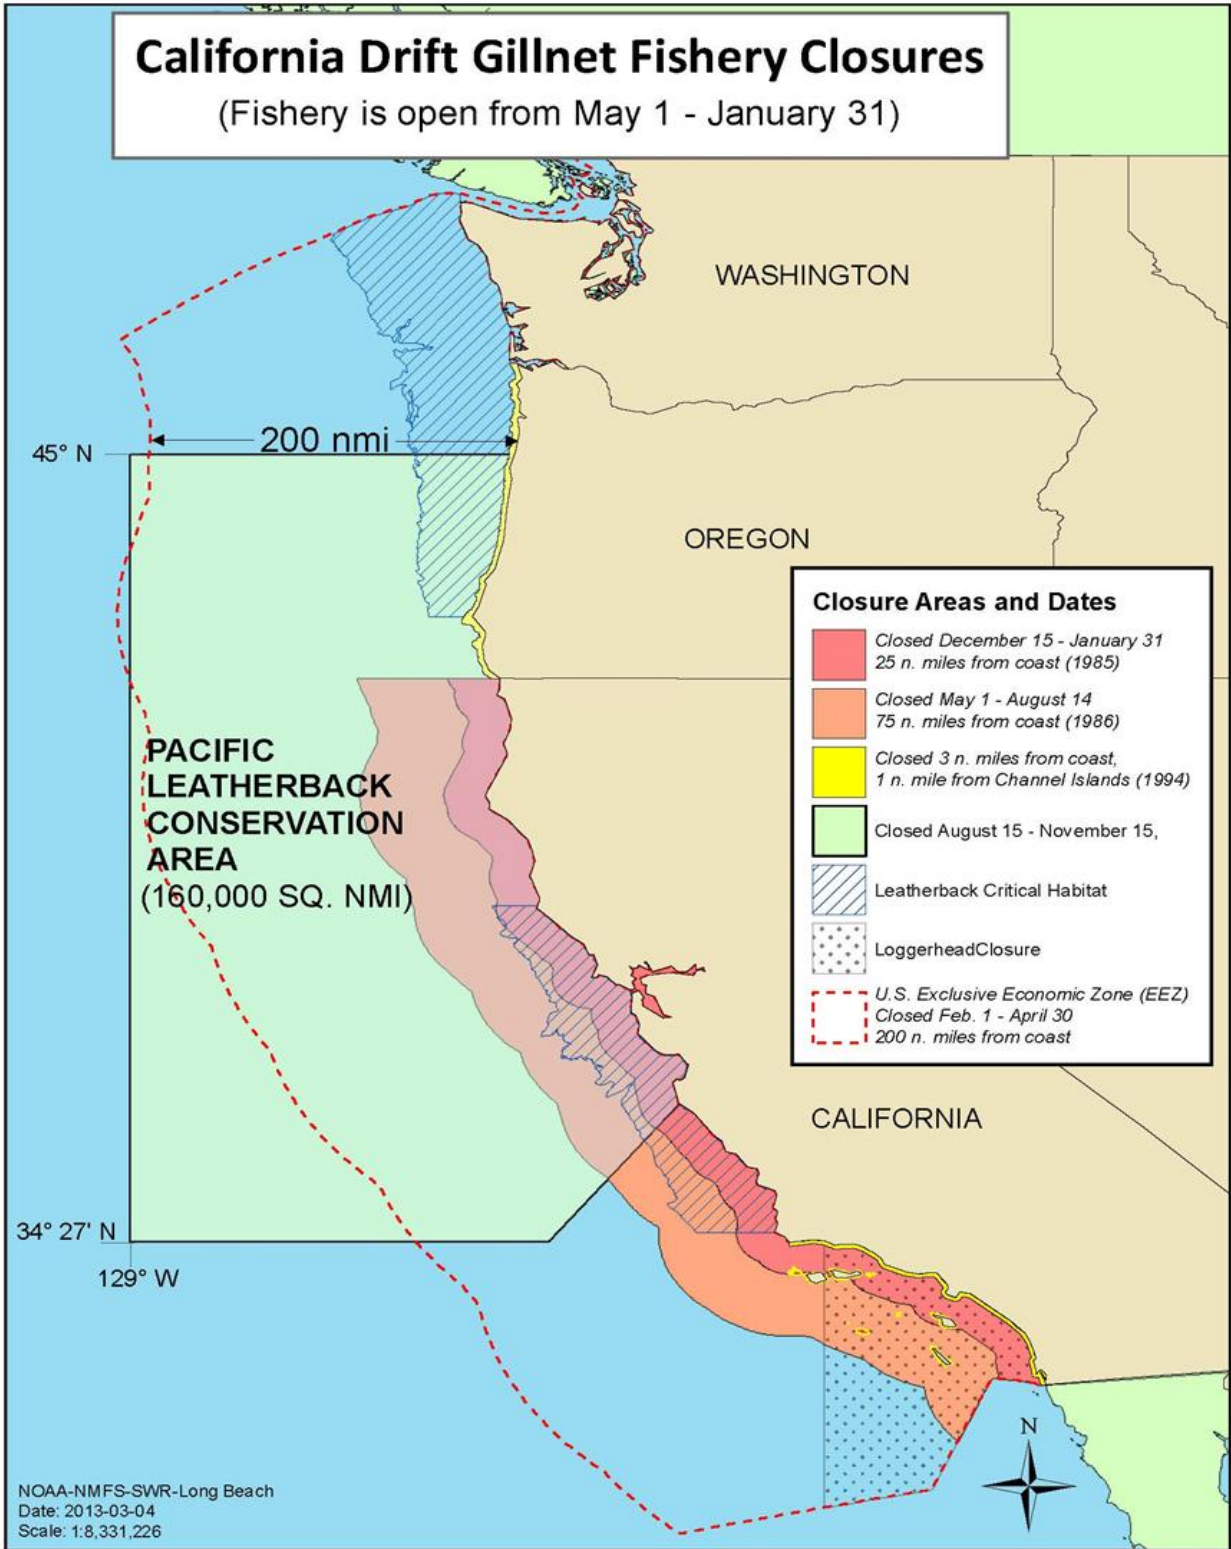 California Drift Gillnet Fishery Closures
(Fishery is open from May 1 - January 31)
WASHINGTON
200 nmi
45° N
OREGON
Closure Areas and Dates
Closed December 15 - January 31
25 n. miles from coast (1985)
Closed May 1 - August 14
75 n. miles from coast (1986)
Closed 3 n. miles from coast,
1 n. mile from Channel Islands (1994)
Closed August 15 - November 15,
Leatherback Critical Habitat
LoggerheadClosure
U.S. Exclusive Economic Zone (EEZ)
Closed Feb. 1 - April 30
200 n. miles from coast
PACIFIC
LEATHERBACK
CONSERVATION
AREA
(160,000 SQ. NMI)
CALIFORNIA
34° 27' N
129° W
N
NOAA-NMFS-SWR-Long Beach
Date: 2013-03-04
Scale: 1:8,331,226